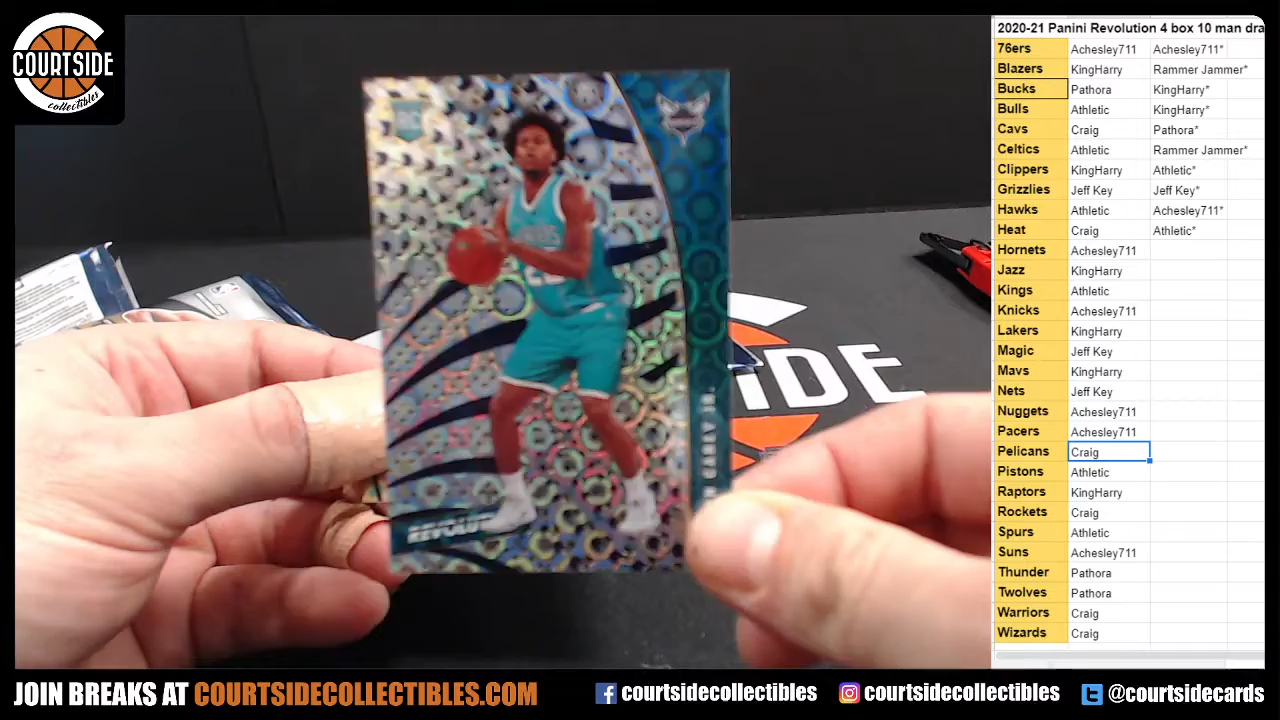 COURTSIDE
collectibles
RC
CAREY JR.
SIDE
2020-21 Panini Revolution 4 box 10 man dra
76ers Achesley711 Achesley711*
Blazers KingHarry Rammer Jammer*
Bucks Pathora KingHarry*
Bulls Athletic KingHarry*
Cavs Craig Pathora*
Celtics Athletic Rammer Jammer*
Clippers KingHarry Athletic*
Grizzlies Jeff Key Jeff Key*
Hawks Athletic Achesley711*
Heat Craig Athletic*
Hornets Achesley711
Jazz KingHarry
Kings Athletic
Knicks Achesley711
Lakers KingHarry
Magic Jeff Key
Mavs KingHarry
Nets Jeff Key
Nuggets Achesley711
Pacers Achesley711
Pelicans Craig
Pistons Athletic
Raptors KingHarry
Rockets Craig
Spurs Athletic
Suns Achesley711
Thunder Pathora
Twolves Pathora
Warriors Craig
Wizards Craig
JOIN BREAKS AT COURTSIDECOLLECTIBLES.COM courtsidecollectibles courtsidecollectibles @courtsidecards